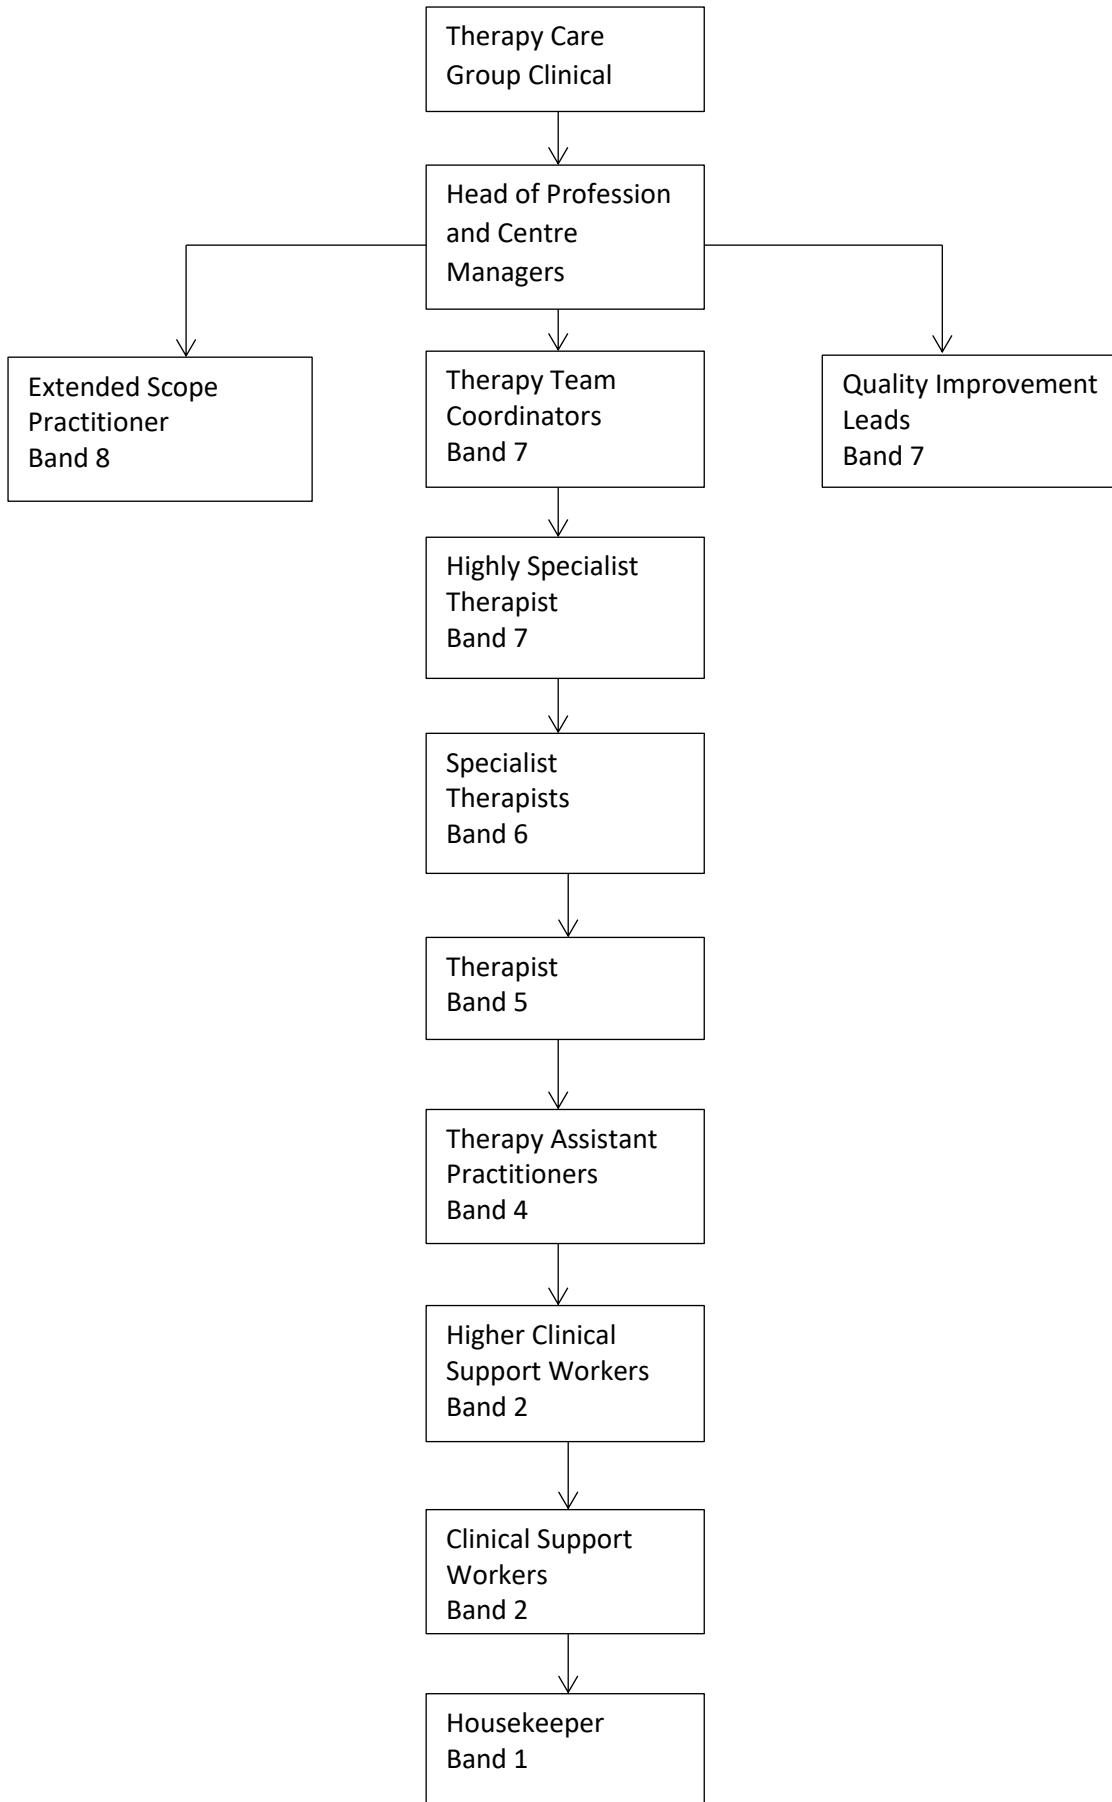 Therapy Care
Group Clinical
Head of Profession
and Centre
Managers
Extended Scope
Practitioner
Band 8
Therapy Team
Coordinators
Band 7
Quality Improvement
Leads
Band 7
Highly Specialist
Therapist
Band 7
Specialist
Therapists
Band 6
Therapist
Band 5
Therapy Assistant
Practitioners
Band 4
Higher Clinical
Support Workers
Band 2
Clinical Support
Workers
Band 2
Housekeeper
Band 1